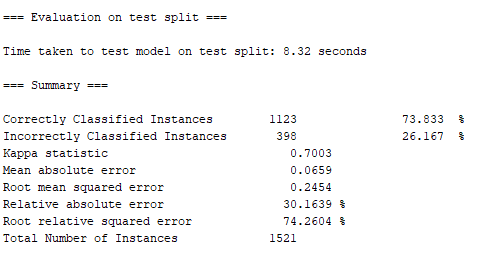 === Evaluation on test split ===
Time taken to test model on test split: 8.32 seconds
=== Summary ===
Correctly Classified Instances 1123 73.833 %
Incorrectly Classified Instances 398 26.167 %
Kappa statistic 0.7003
Mean absolute error 0.0659
Root mean squared error 0.2454
Relative absolute error 30.1639 %
Root relative squared error 74.2604 %
Total Number of Instances 1521